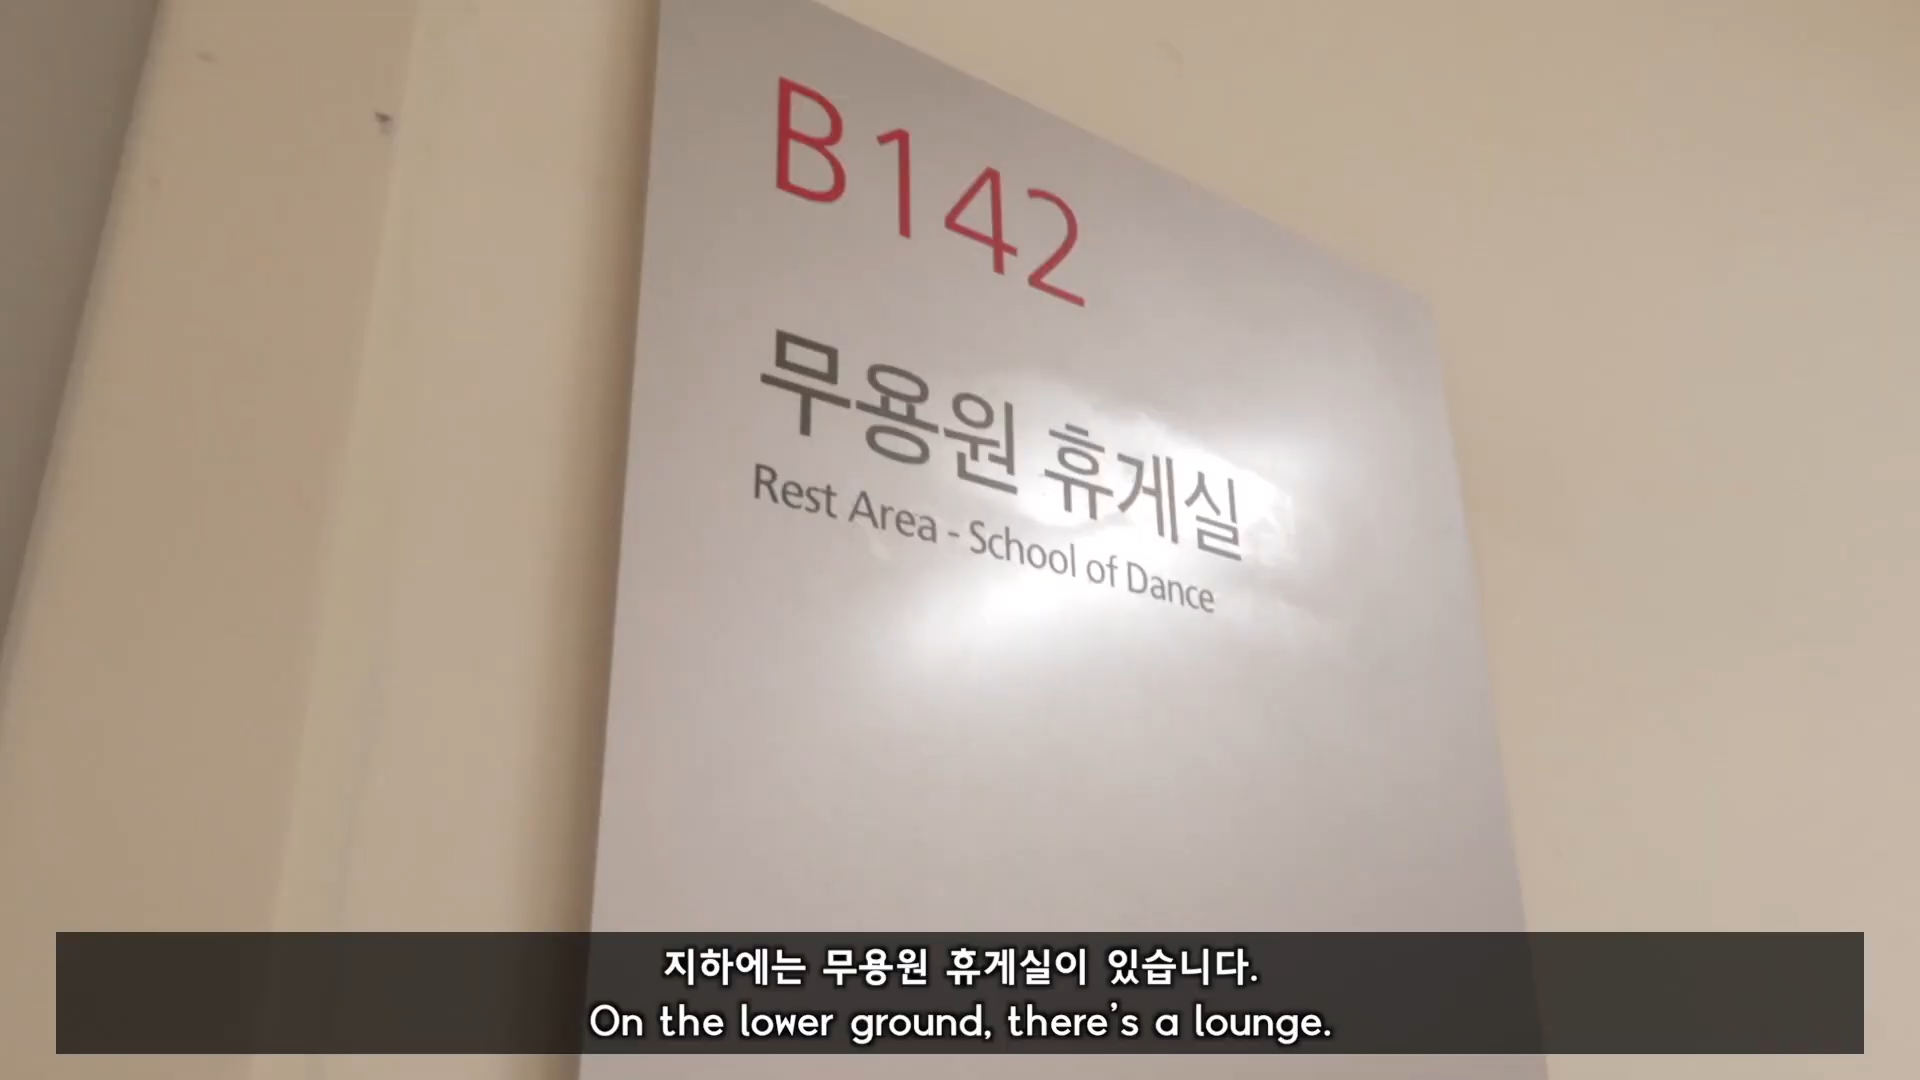 B142
무용원 휴게실
Rest Area - School of Dance
지하에는 무용원 휴게실이 있습니다.
On the lower ground, there's a lounge.